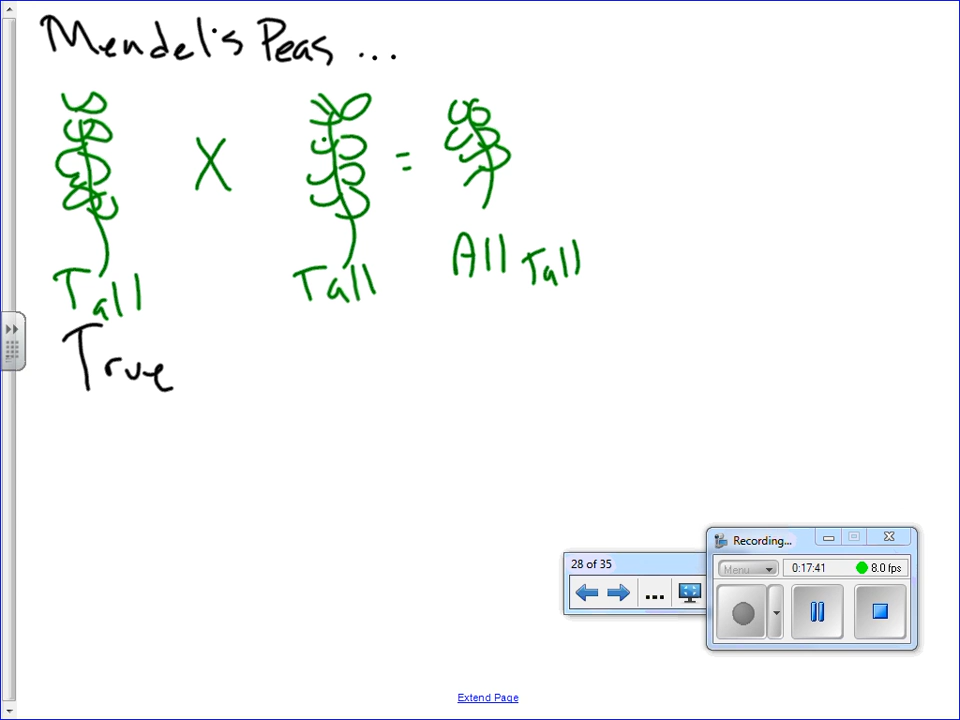 Mendel's Peas ...
X
=
All Tall
Tall
Tall
True
Recording...
Menu
0:17:41
8.0 fps
28 of 35
...
Extend Page